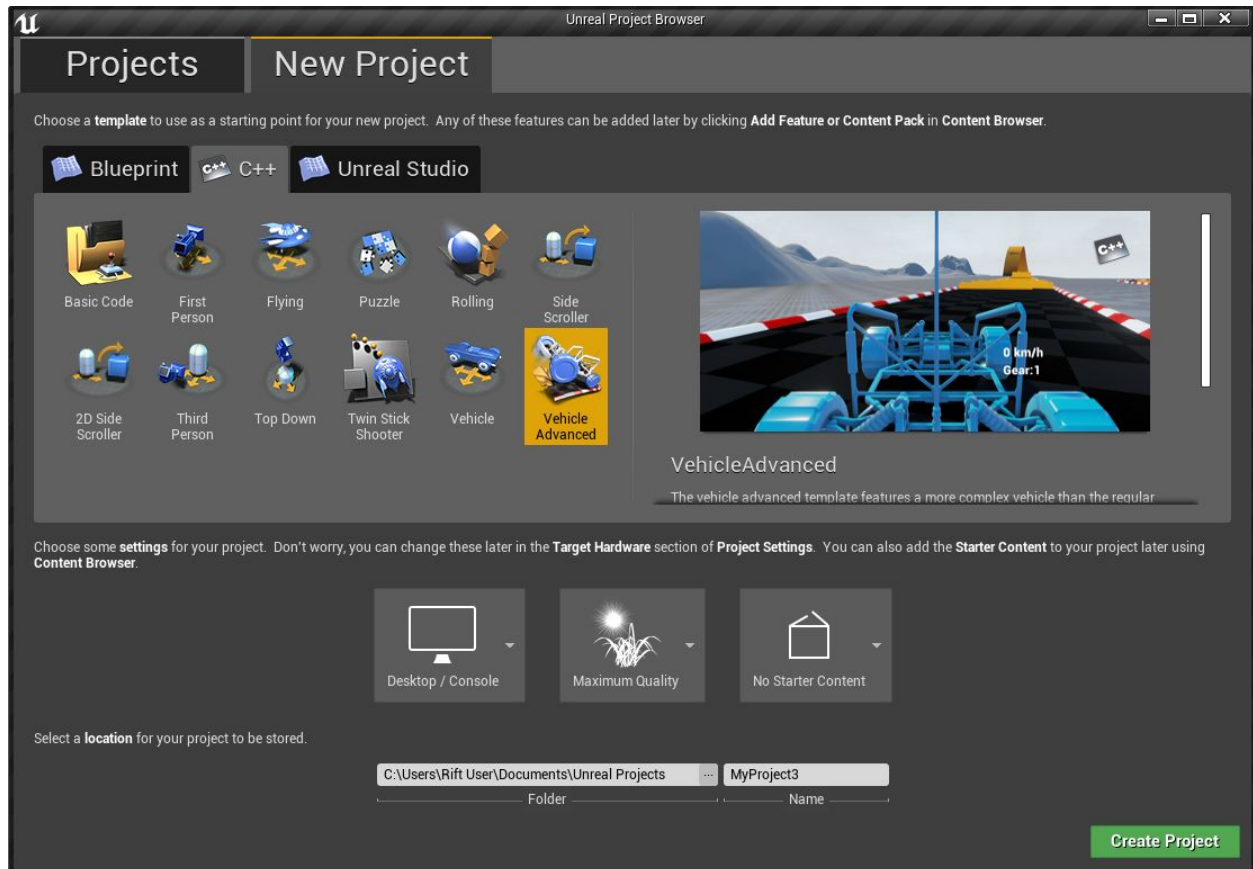 Unreal Project Browser
Projects
New Project
Choose a template to use as a starting point for your new project. Any of these features can be added later by clicking Add Feature or Content Pack in Content Browser.
Blueprint
C++
C++
Unreal Studio
Basic Code
First
Person
Flying
Puzzle
Rolling
Side
Scroller
2D Side
Scroller
Third
Person
Top Down
Twin Stick
Shooter
Vehicle
Vehicle
Advanced
C++
0 km/h
Gear:1
VehicleAdvanced
The vehicle advanced template features a more complex vehicle than the regular
Choose some settings for your project. Don't worry, you can change these later in the Target Hardware section of Project Settings. You can also add the Starter Content to your project later using
Content Browser.
Desktop / Console
Maximum Quality
No Starter Content
Select a location for your project to be stored.
C:\Users\Rift User\Documents\Unreal Projects
...
MyProject3
Folder
Name
Create Project